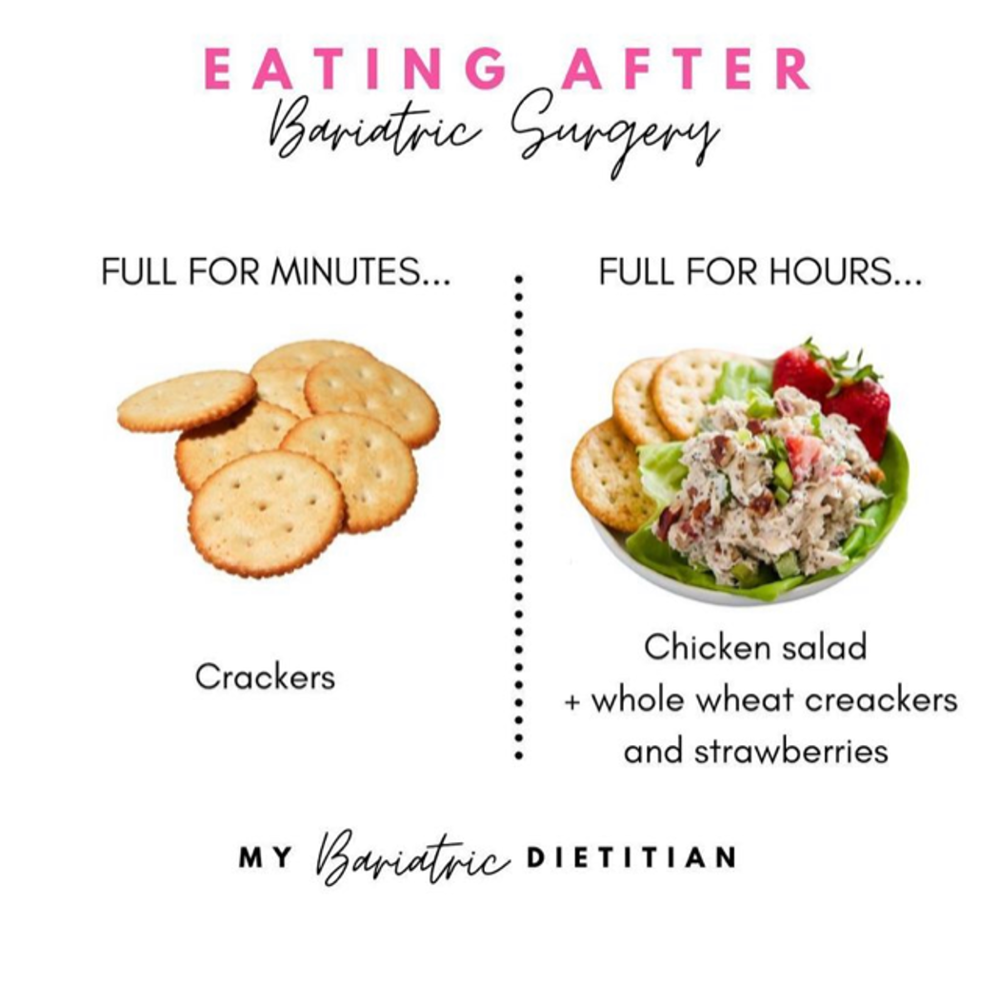 EATING AFTER
Bariatric Surgery
FULL FOR MINUTES...
FULL FOR HOURS...
Crackers
Chicken salad
+ whole wheat creackers
and strawberries
MY Bariatric DIETITIAN